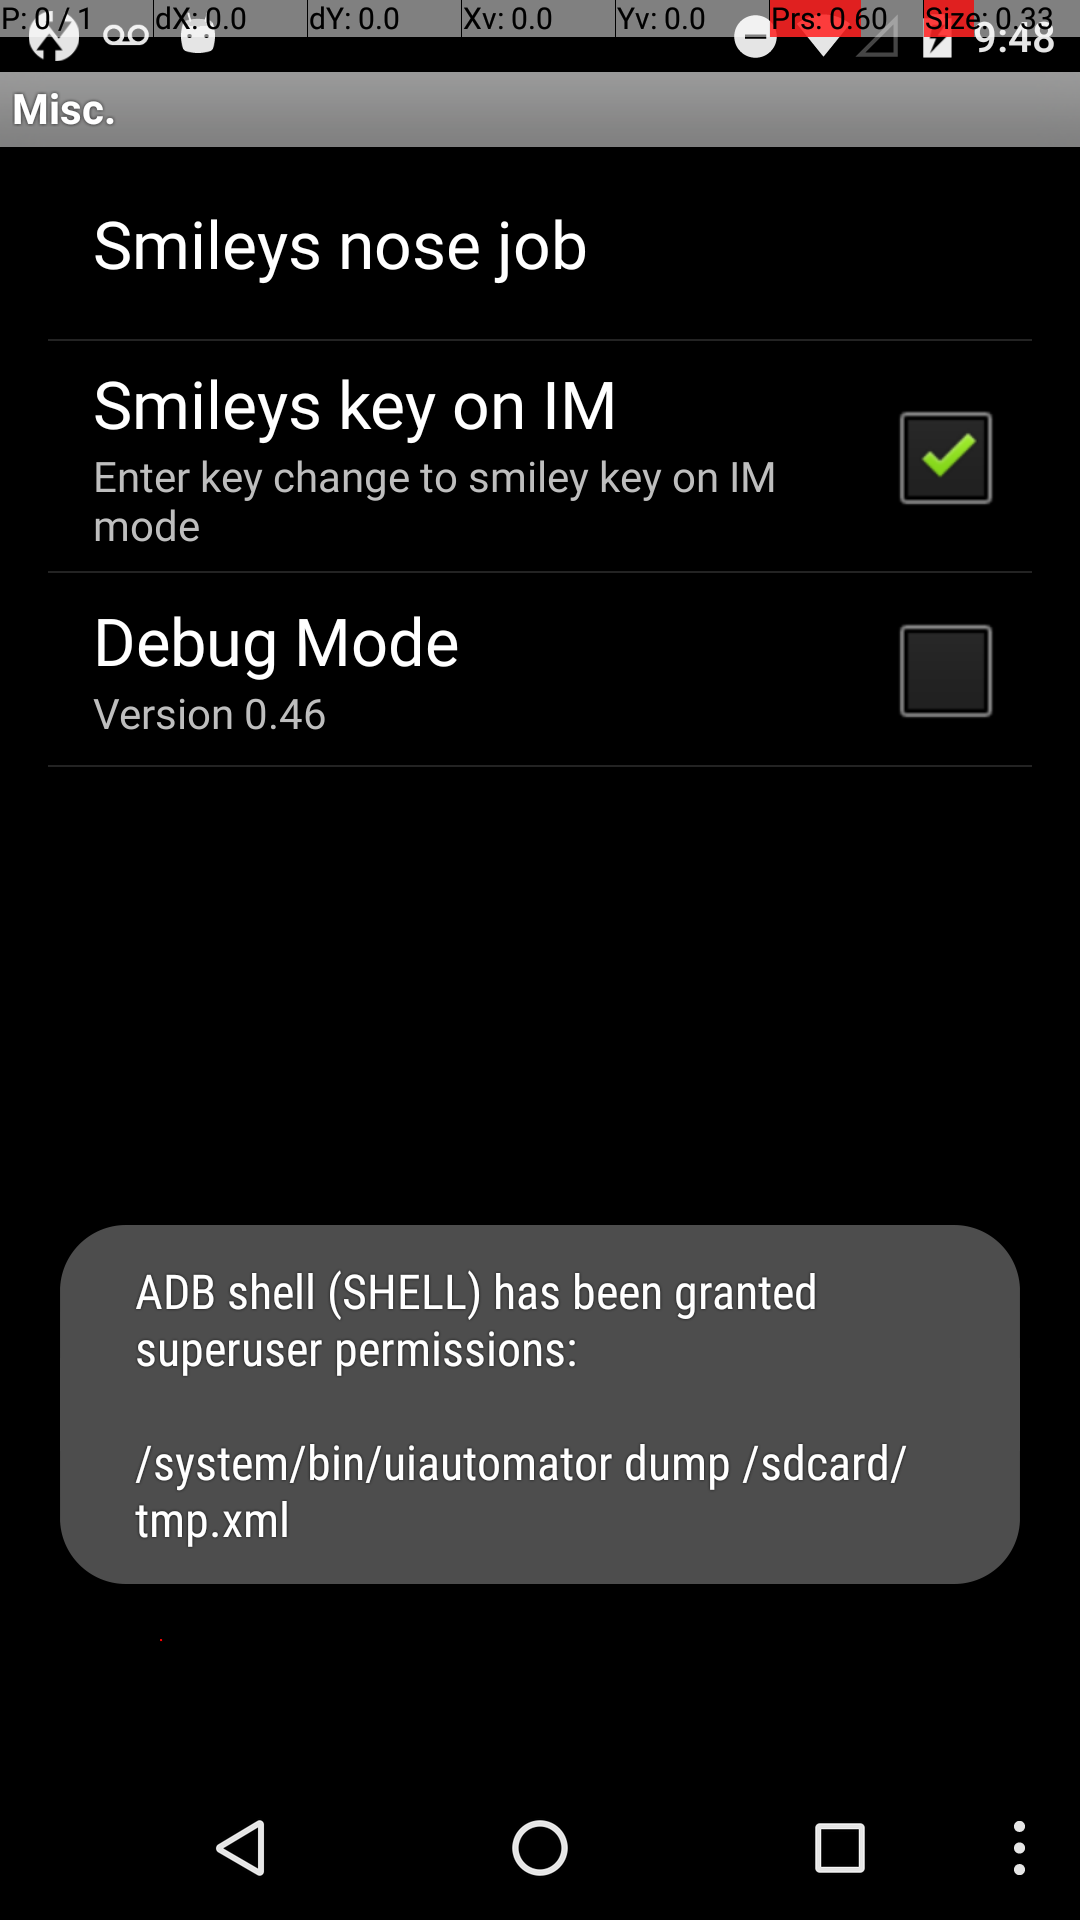 P: 0 / 1 dX: 0.0 dY: 0.0 Xv: 0.0 Yv: 0.0 Prs: 0.60 Size: 0.33
9:48
Misc.
Smileys nose job
Smileys key on IM
Enter key change to smiley key on IM
mode
Debug Mode
Version 0.46
ADB shell (SHELL) has been granted
superuser permissions:
/system/bin/uiautomator dump /sdcard/
tmp.xml